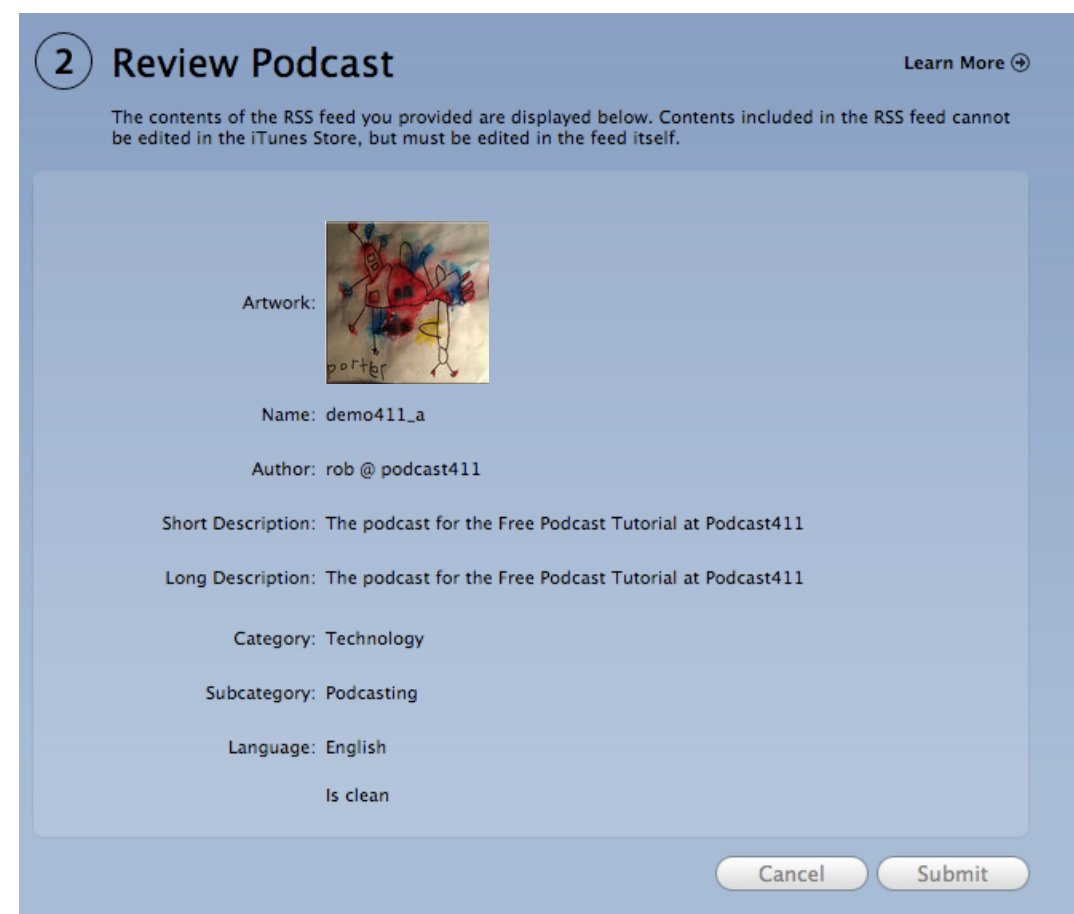 2 Review Podcast
Learn More
The contents of the RSS feed you provided are displayed below. Contents included in the RSS feed cannot
be edited in the iTunes Store, but must be edited in the feed itself.
Artwork:
porter
Name: demo411_a
Author: rob @ podcast411
Short Description: The podcast for the Free Podcast Tutorial at Podcast411
Long Description: The podcast for the Free Podcast Tutorial at Podcast411
Category: Technology
Subcategory: Podcasting
Language: English
Is clean
Cancel Submit